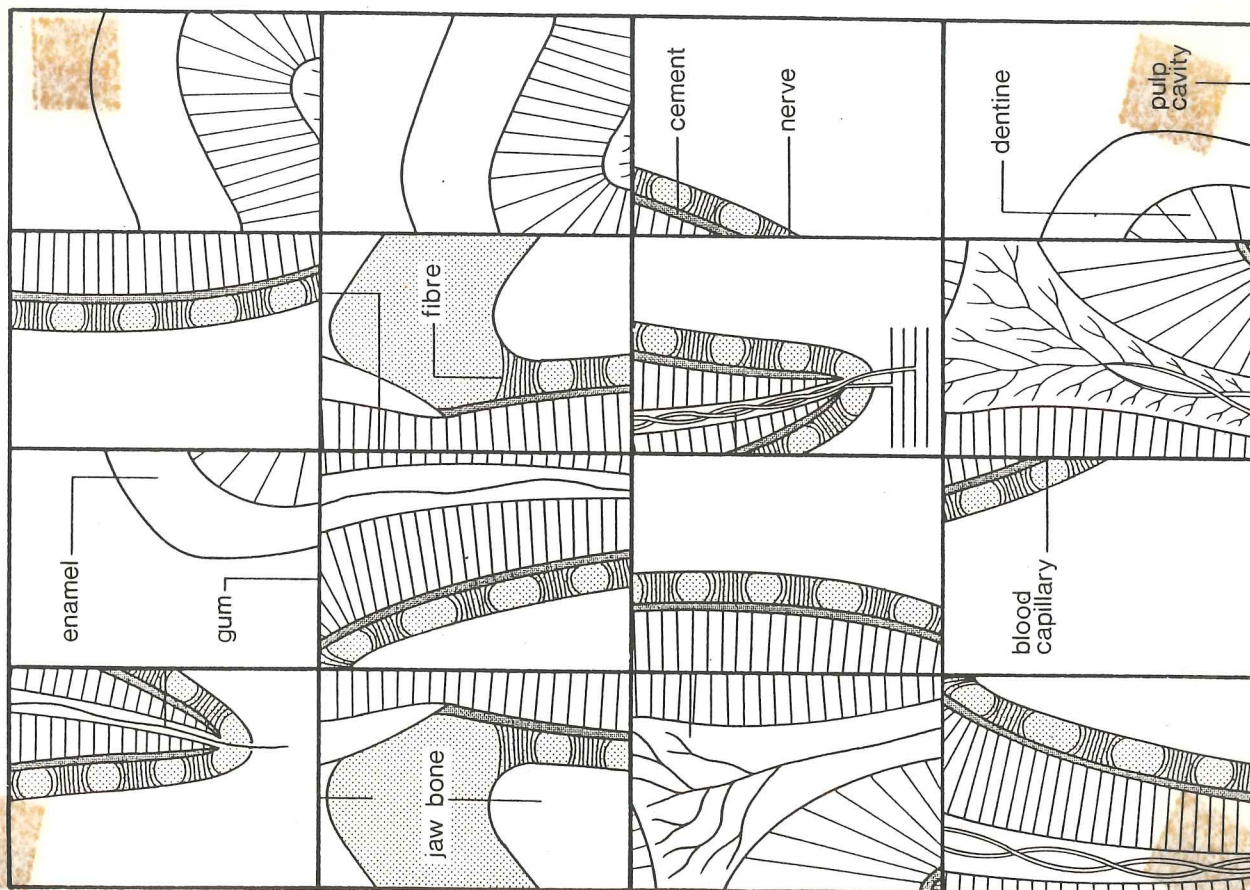 cement
nerve
dentine
pulp
cavity
fibre
enamel
gum
blood
capillary
jaw bone